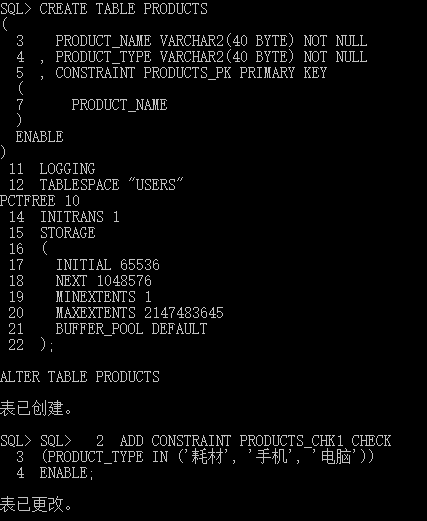 SQL> CREATE TABLE PRODUCTS
(
  3    PRODUCT_NAME VARCHAR2(40 BYTE) NOT NULL
  4  , PRODUCT_TYPE VARCHAR2(40 BYTE) NOT NULL
  5  , CONSTRAINT PRODUCTS_PK PRIMARY KEY
  (
  7      PRODUCT_NAME
  )
  ENABLE
)
 11  LOGGING
 12  TABLESPACE "USERS"
PCTFREE 10
 14  INITRANS 1
 15  STORAGE
 16  (
 17    INITIAL 65536
 18    NEXT 1048576
 19    MINEXTENTS 1
 20    MAXEXTENTS 2147483645
 21    BUFFER_POOL DEFAULT
 22  );
ALTER TABLE PRODUCTS
表已创建。
SQL> SQL>   2  ADD CONSTRAINT PRODUCTS_CHK1 CHECK
  3  (PRODUCT_TYPE IN ('耗材', '手机', '电脑'))
  4  ENABLE;
表已更改。